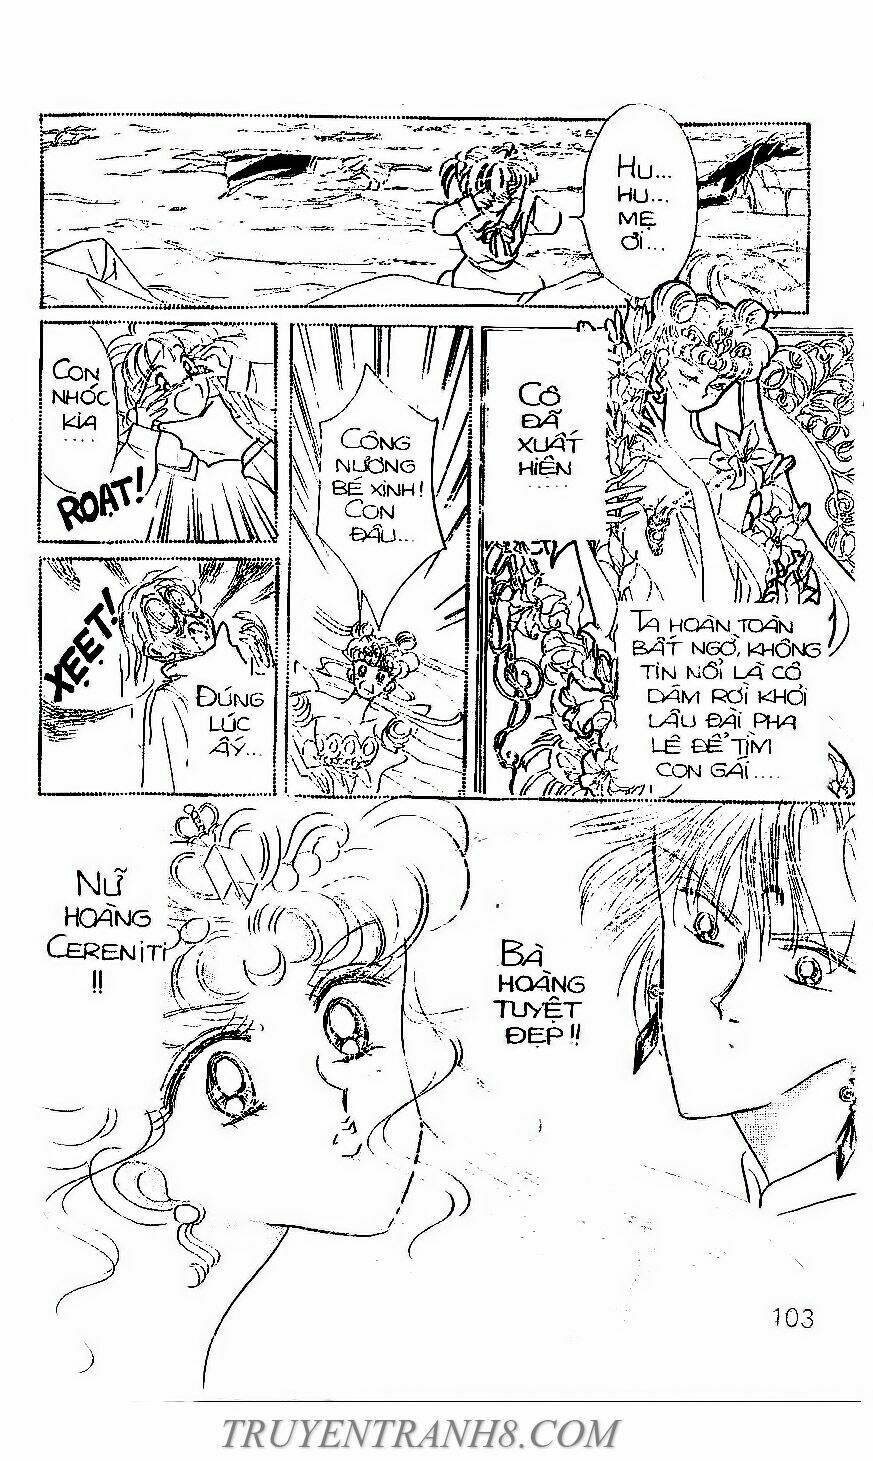 HU...
HU...
MẸ
ƠI...
CON
NHÓC
KIA
.....
ROẠT!
CÔNG
NƯƠNG
BÉ XINH!
CON
ĐÂU...
CÔ
ĐÃ
XUẤT
HIỆN
.....
XẸẸT!
ĐÚNG
LÚC
ẤY...
TA HOÀN TOÀN
BẤT NGỜ, KHÔNG
TIN NỔI LÀ CÔ
DÁM RỜI KHỎI
LÂU ĐÀI PHA
LÊ ĐỂ TÌM
CON GÁI....
NỮ
HOÀNG
CERENITI
!!
BÀ
HOÀNG
TUYỆT
ĐẸP!!
103
TRUYENTRANH8.COM